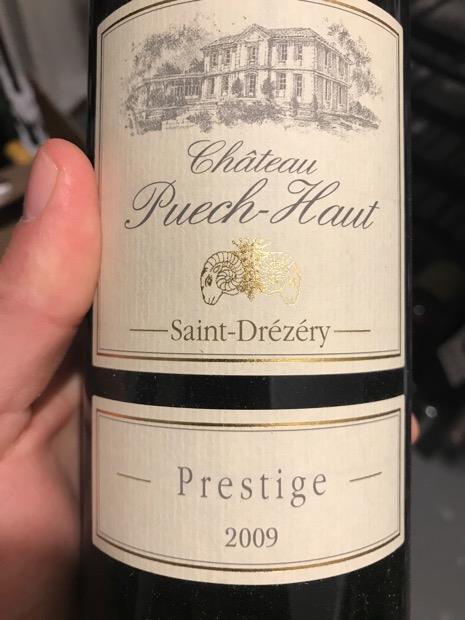 Château
Puech-Haut
Saint-Drézéry
Prestige
2009